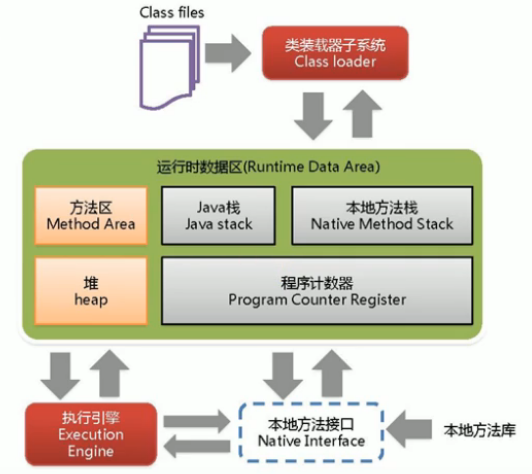 Class files
类装载器子系统
Class loader
运行时数据区(Runtime Data Area)
方法区
Method Area
Java栈
Java stack
本地方法栈
Native Method Stack
堆
heap
程序计数器
Program Counter Register
执行引擎
Execution
Engine
本地方法接口
Native Interface
本地方法库